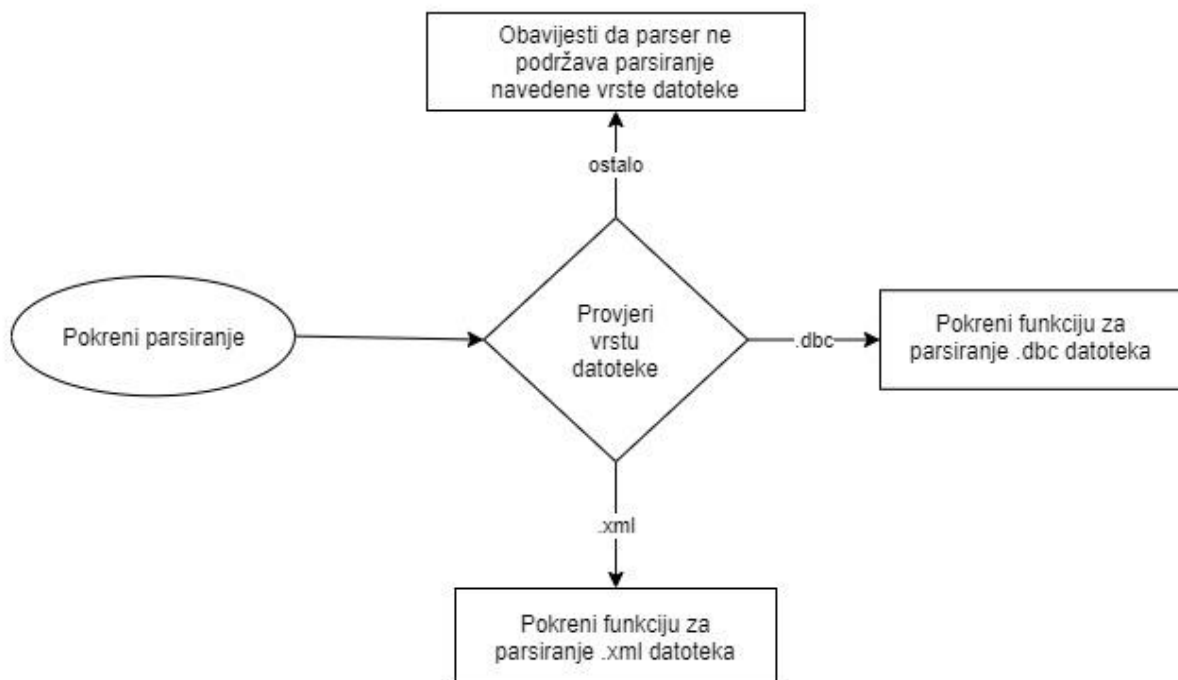 Obavijesti da parser ne
podržava parsiranje
navedene vrste datoteke
ostalo
Pokreni parsiranje
Provjeri
vrstu
datoteke
.dbc
Pokreni funkciju za
parsiranje .dbc datoteka
.xml
Pokreni funkciju za
parsiranje .xml datoteka